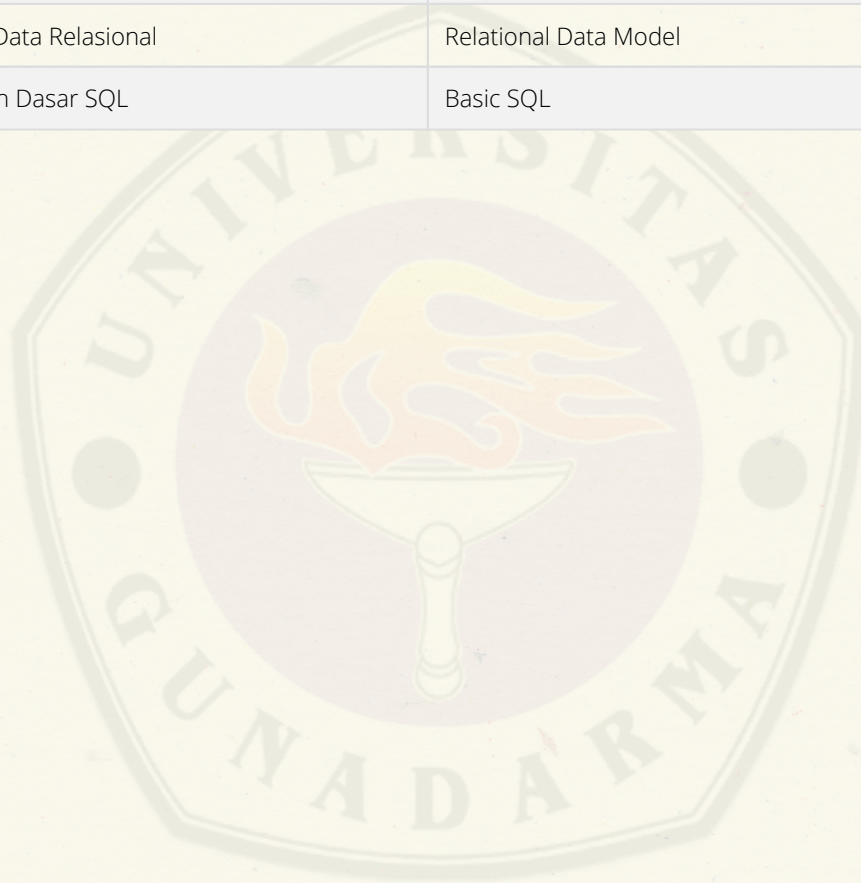 Data Relasional Relational Data Model
n Dasar SQL Basic SQL
UNIVERSITAS
GUNADARMA